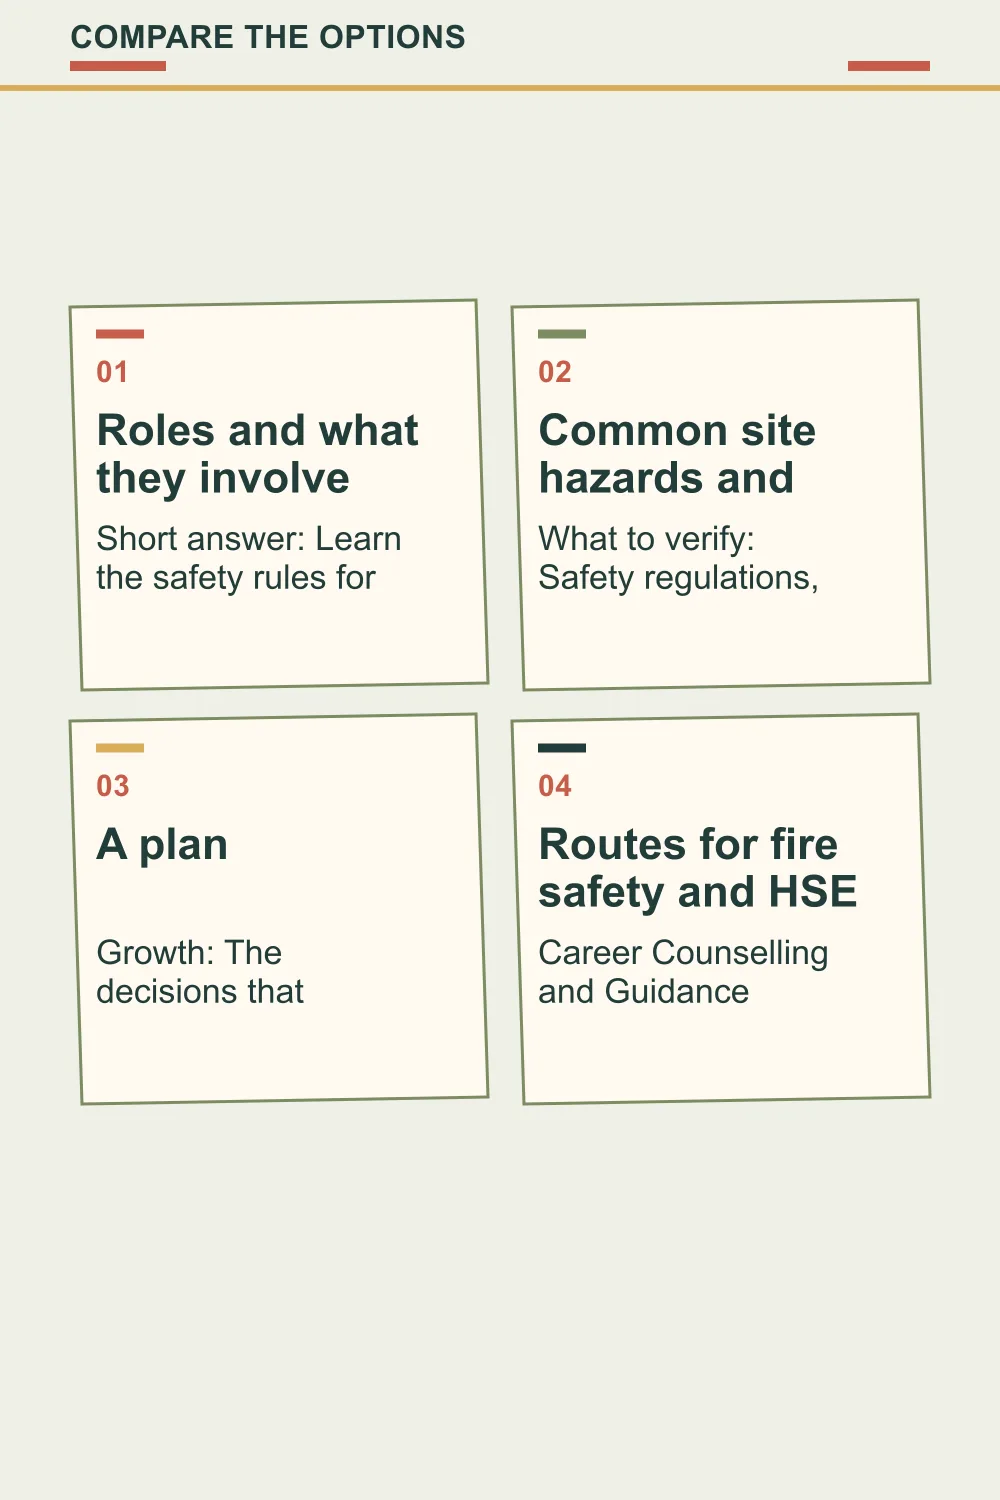 COMPARE THE OPTIONS
01
Roles and what
they involve
Short answer: Learn
the safety rules for
02
Common site
hazards and
What to verify:
Safety regulations,
03
A plan
Growth: The
decisions that
04
Routes for fire
safety and HSE
Career Counselling
and Guidance